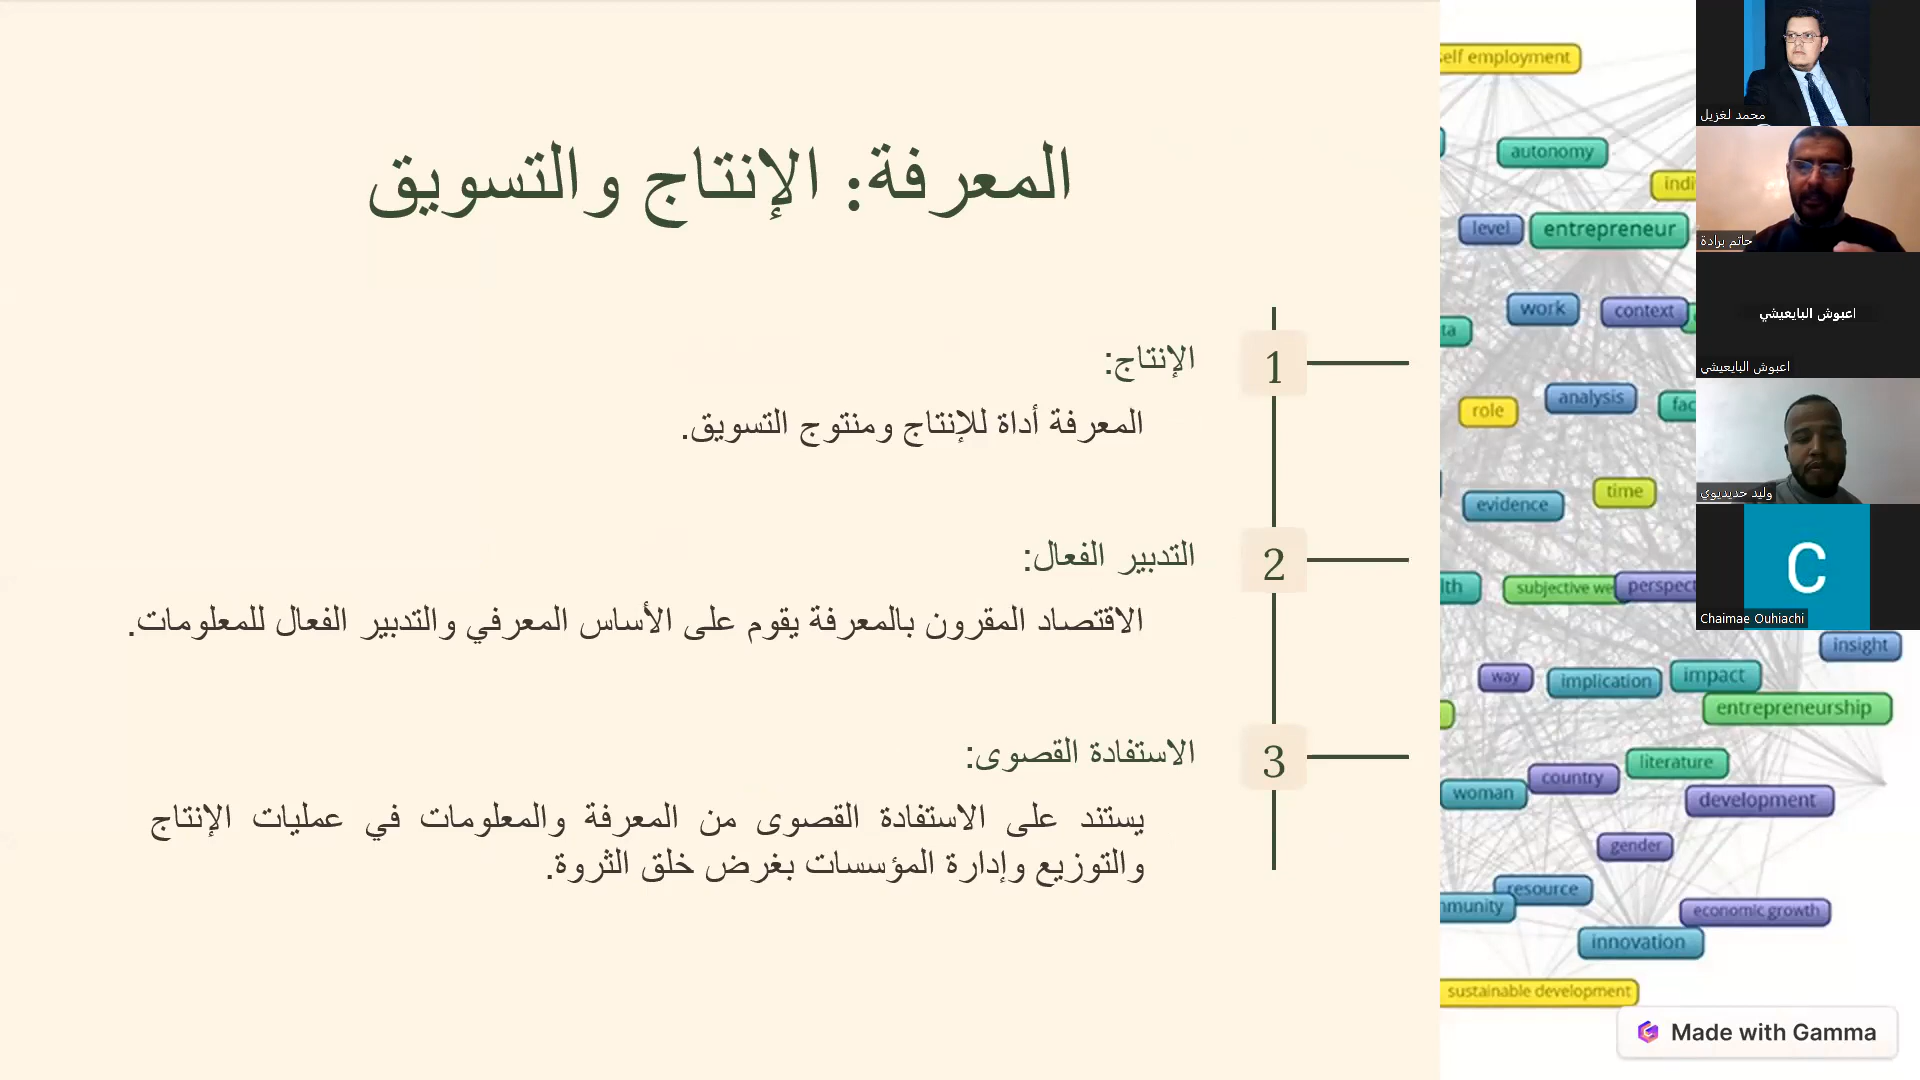 المعرفة: الإنتاج والتسويق
1
الإنتاج:
المعرفة أداة للإنتاج ومنتوج التسويق.
2
التدبير الفعال:
الاقتصاد المقرون بالمعرفة يقوم على الأساس المعرفي والتدبير الفعال للمعلومات.
3
الاستفادة القصوى:
يستند على الاستفادة القصوى من المعرفة والمعلومات في عمليات الإنتاج
والتوزيع وإدارة المؤسسات بغرض خلق الثروة.
self employment
autonomy
level
entrepreneur
work
context
role
analysis
evidence
time
perspect
insight
way
implication
impact
entrepreneurship
literature
country
woman
development
gender
resource
economic growth
innovation
sustainable development
محمد لغزيل
حاتم برادة
اعبوش البايعيشي
اعبوش البايعيشي
وليد حديديوي
C
Chaimae Ouhiachi
Made with Gamma